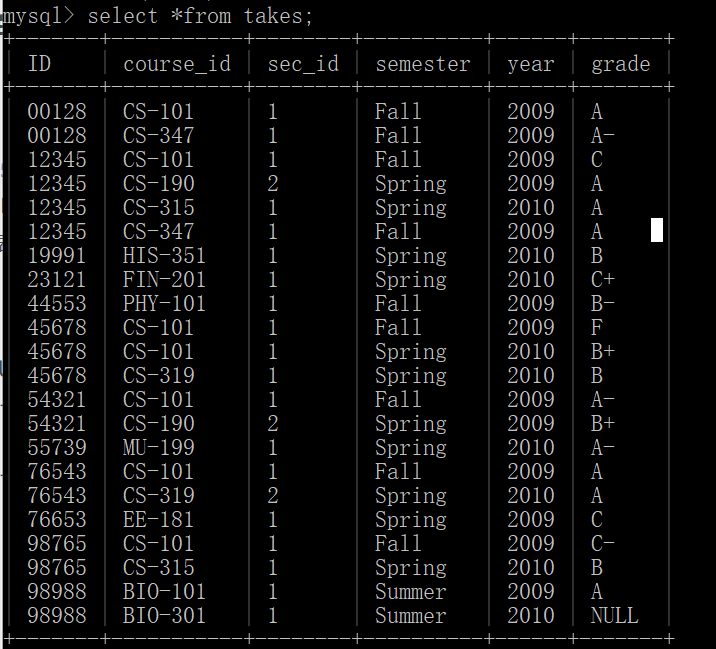 mysql> select *from takes;
+-------+-----------+--------+----------+------+-------+
| ID | course_id | sec_id | semester | year | grade |
+-------+-----------+--------+----------+------+-------+
| 00128 | CS-101 | 1 | Fall | 2009 | A |
| 00128 | CS-347 | 1 | Fall | 2009 | A- |
| 12345 | CS-101 | 1 | Fall | 2009 | C |
| 12345 | CS-190 | 2 | Spring | 2009 | A |
| 12345 | CS-315 | 1 | Spring | 2010 | A |
| 12345 | CS-347 | 1 | Fall | 2009 | A |
| 19991 | HIS-351 | 1 | Spring | 2010 | B |
| 23121 | FIN-201 | 1 | Spring | 2010 | C+ |
| 44553 | PHY-101 | 1 | Fall | 2009 | B- |
| 45678 | CS-101 | 1 | Fall | 2009 | F |
| 45678 | CS-101 | 1 | Spring | 2010 | B+ |
| 45678 | CS-319 | 1 | Spring | 2010 | B |
| 54321 | CS-101 | 1 | Fall | 2009 | A- |
| 54321 | CS-190 | 2 | Spring | 2009 | B+ |
| 55739 | MU-199 | 1 | Spring | 2010 | A- |
| 76543 | CS-101 | 1 | Fall | 2009 | A |
| 76543 | CS-319 | 2 | Spring | 2010 | A |
| 76653 | EE-181 | 1 | Spring | 2009 | C |
| 98765 | CS-101 | 1 | Fall | 2009 | C- |
| 98765 | CS-315 | 1 | Spring | 2010 | B |
| 98988 | BIO-101 | 1 | Summer | 2009 | A |
| 98988 | BIO-301 | 1 | Summer | 2010 | NULL |
+-------+-----------+--------+----------+------+-------+